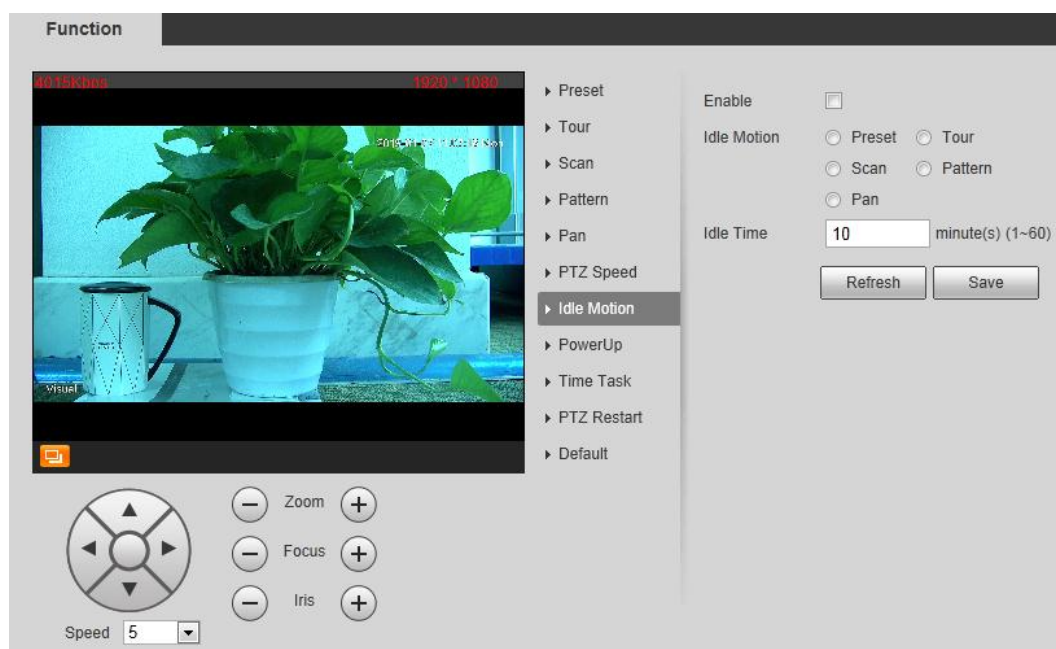 Function
4015Kbps 1920 * 1080
Visual
Zoom
Focus
Iris
Speed 5
Preset
Tour
Scan
Pattern
Pan
PTZ Speed
Idle Motion
PowerUp
Time Task
PTZ Restart
Default
Enable
Idle Motion Preset Tour
Scan Pattern
Pan
Idle Time 10 minute(s) (1~60)
Refresh Save